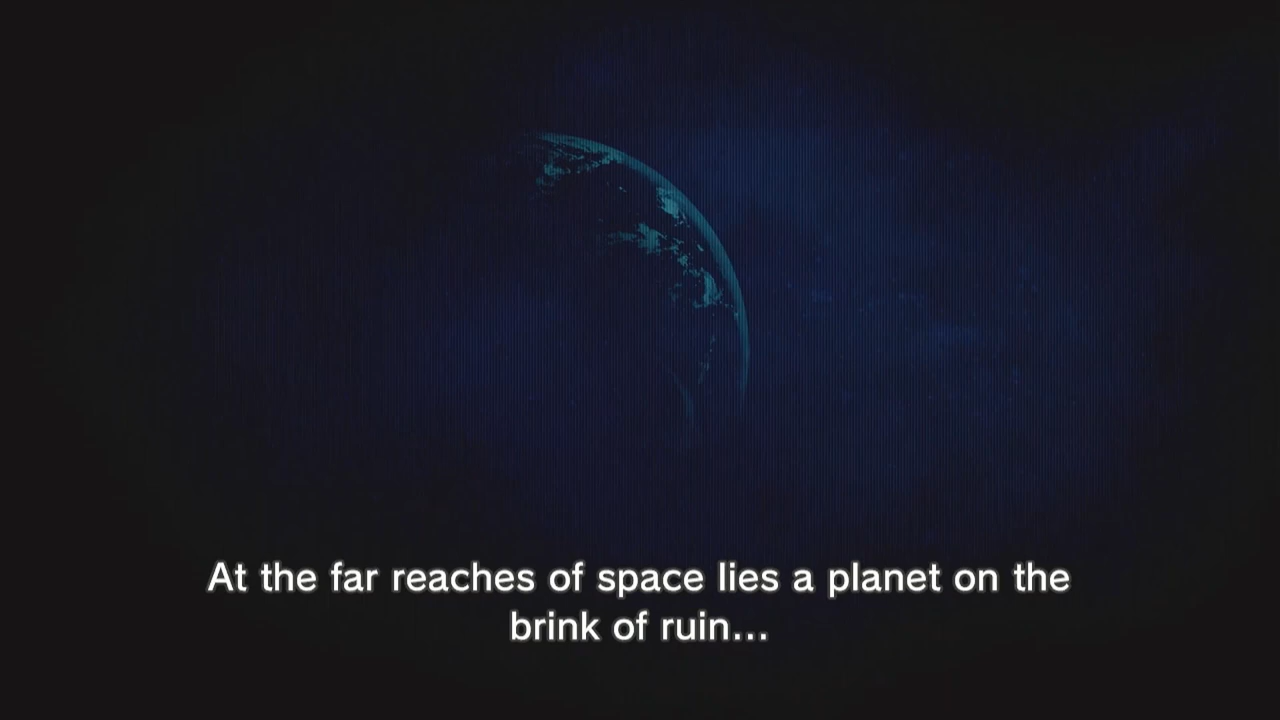 At the far reaches of space lies a planet on the
brink of ruin...